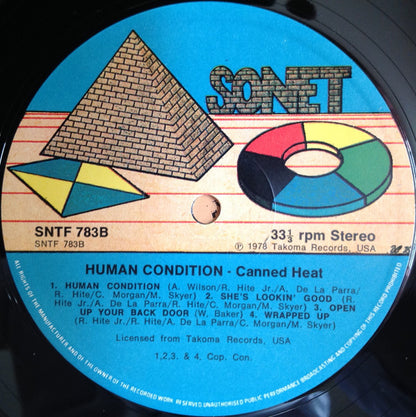 SONET
SNTF 783B
SNTF 783B
33⅓ rpm Stereo
℗ 1978 Takoma Records, USA
HUMAN CONDITION - Canned Heat
1. HUMAN CONDITION (A. Wilson/R. Hite Jr./A. De La Parra/
R. Hite/C. Morgan/M. Skyer) 2. SHE'S LOOKIN' GOOD (R.
Hite Jr./A. De La Parra/R. Hite/C. Morgan/M. Skyer) 3. OPEN
UP YOUR BACK DOOR (W. Baker) 4. WRAPPED UP (
R. Hite Jr./A. De La Parra/R. Hite/C. Morgan/M. Skyer)
Licensed from Takoma Records, USA
1,2,3. & 4. Cop. Con.
ALL RIGHTS OF THE MANUFACTURER AND OF THE OWNER OF THE RECORDED WORK RESERVED UNAUTHORISED PUBLIC PERFORMANCE BROADCASTING AND COPYING OF THIS RECORD PROHIBITED